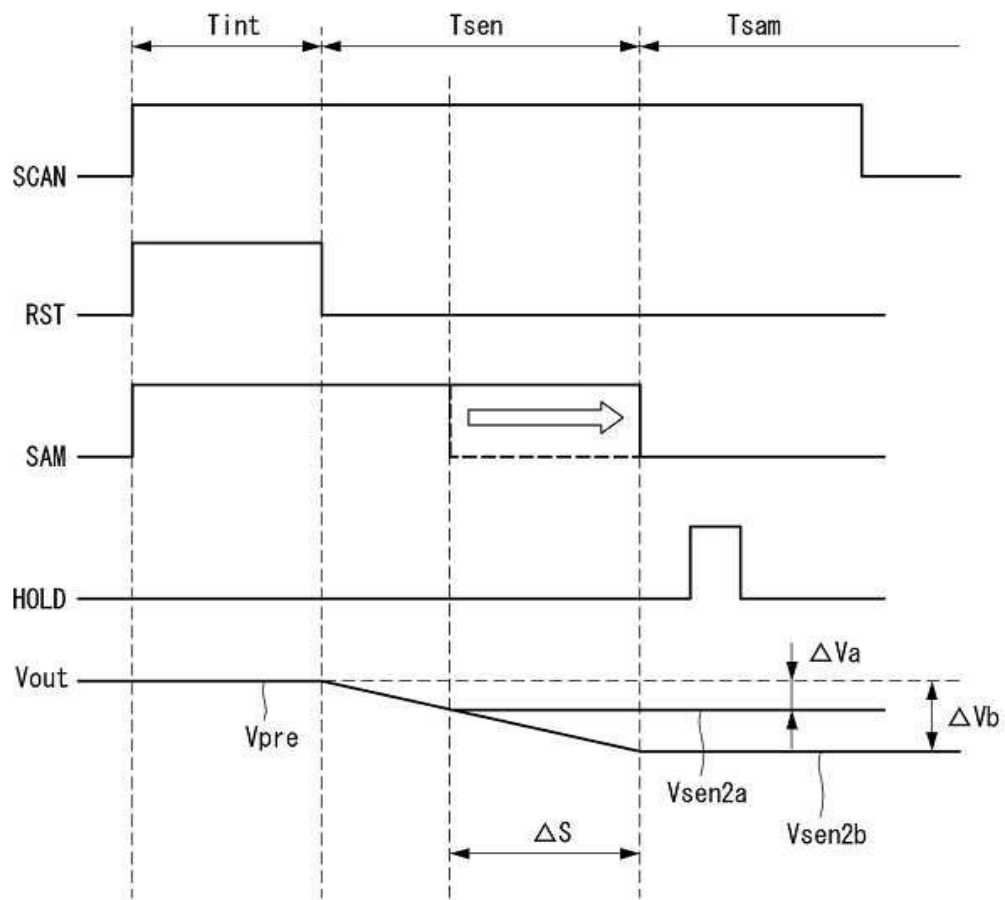 Tint Tsen Tsam
SCAN
RST
SAM
HOLD
Vout
△Va
Vpre
△Vb
Vsen2a
Vsen2b
△S